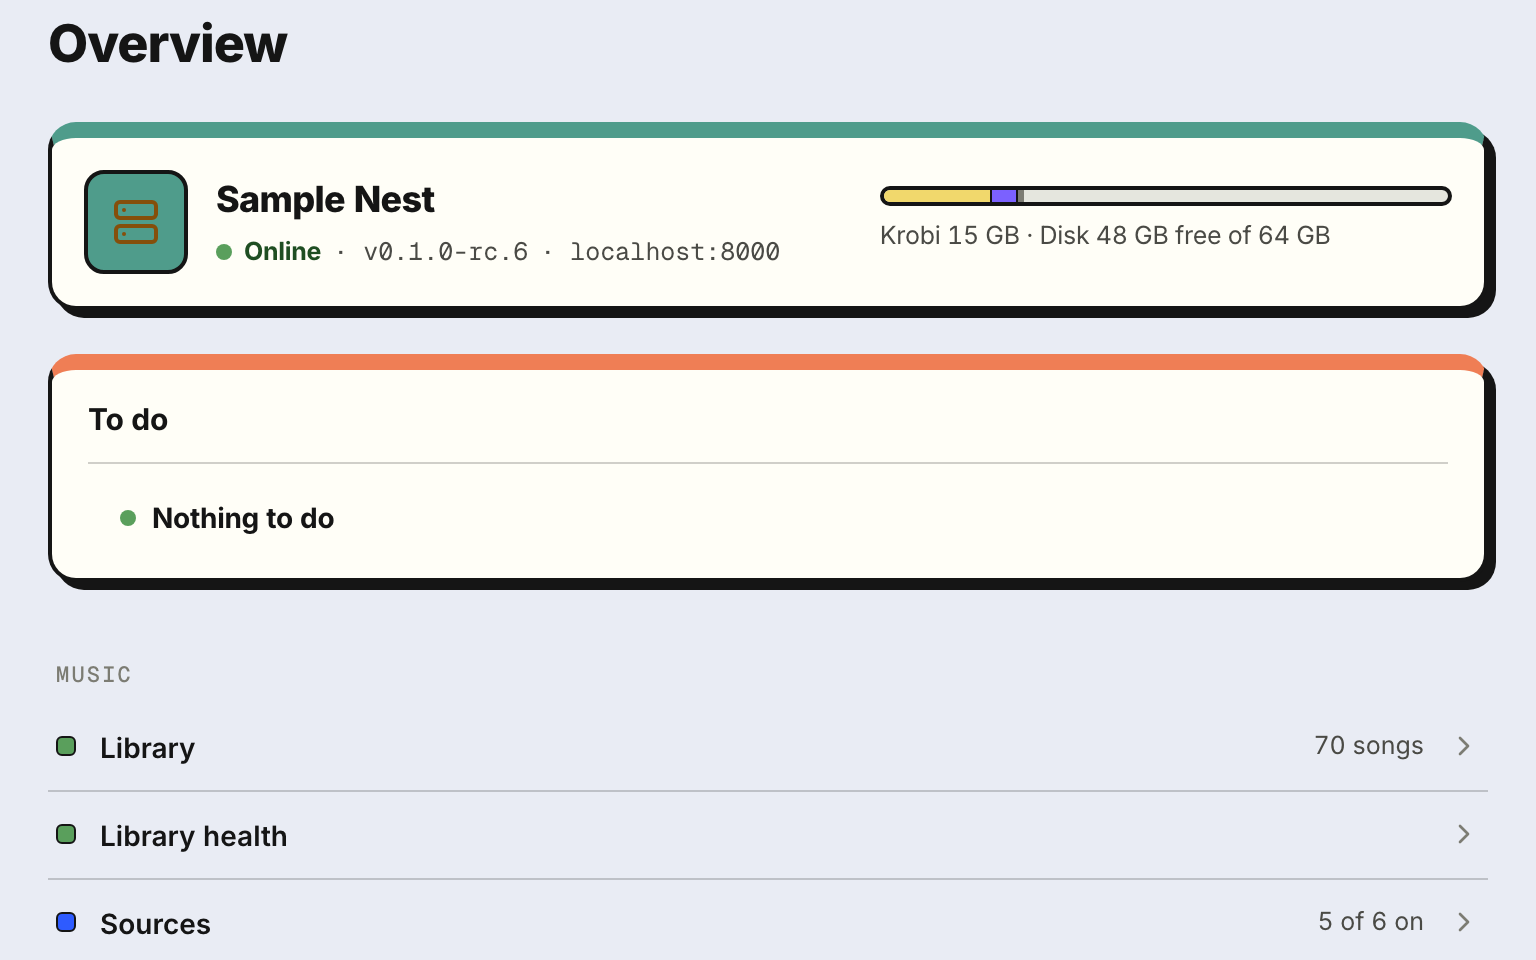 Overview
Sample Nest
Online · v0.1.0-rc.6 · localhost:8000
Krobi 15 GB · Disk 48 GB free of 64 GB
To do
Nothing to do
MUSIC
Library 70 songs
Library health
Sources 5 of 6 on